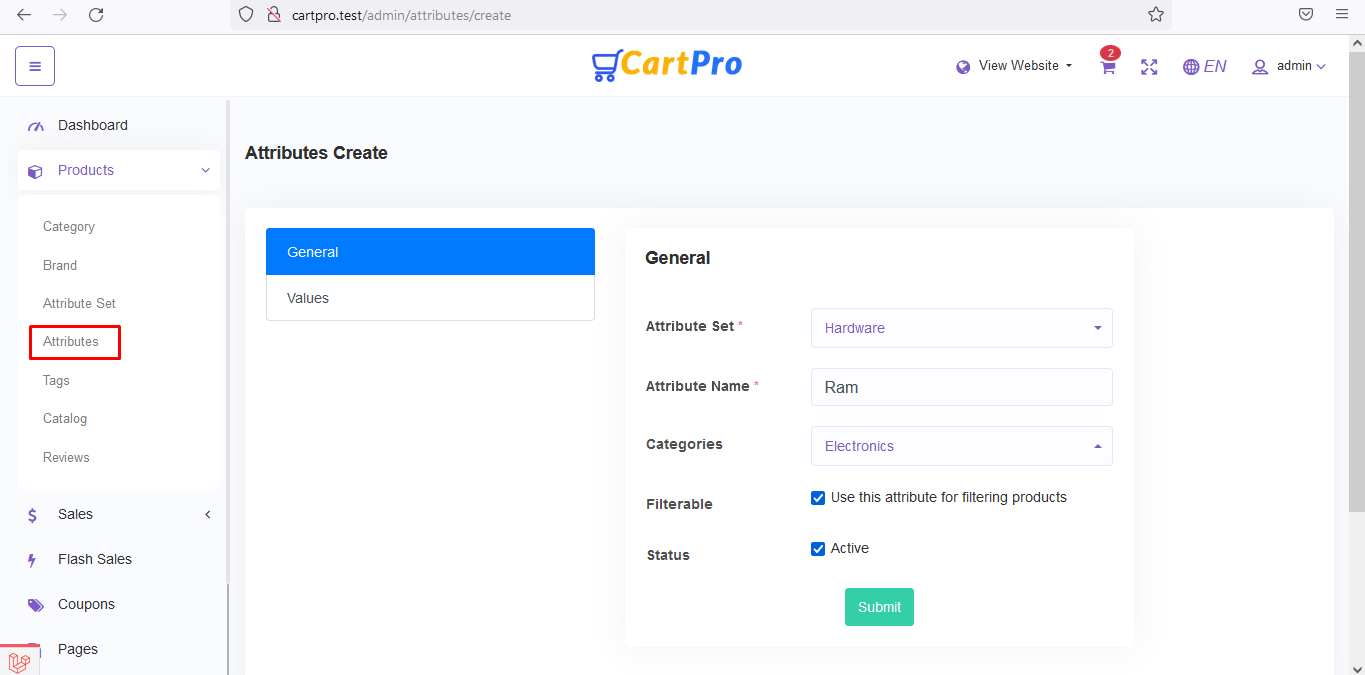 cartpro.test/admin/attributes/create
CartPro
View Website
2
EN
admin
Dashboard
Products
Category
Brand
Attribute Set
Attributes
Tags
Catalog
Reviews
Sales
Flash Sales
Coupons
Pages
Attributes Create
General
Values
General
Attribute Set *
Hardware
Attribute Name *
Ram
Categories
Electronics
Filterable
Use this attribute for filtering products
Status
Active
Submit